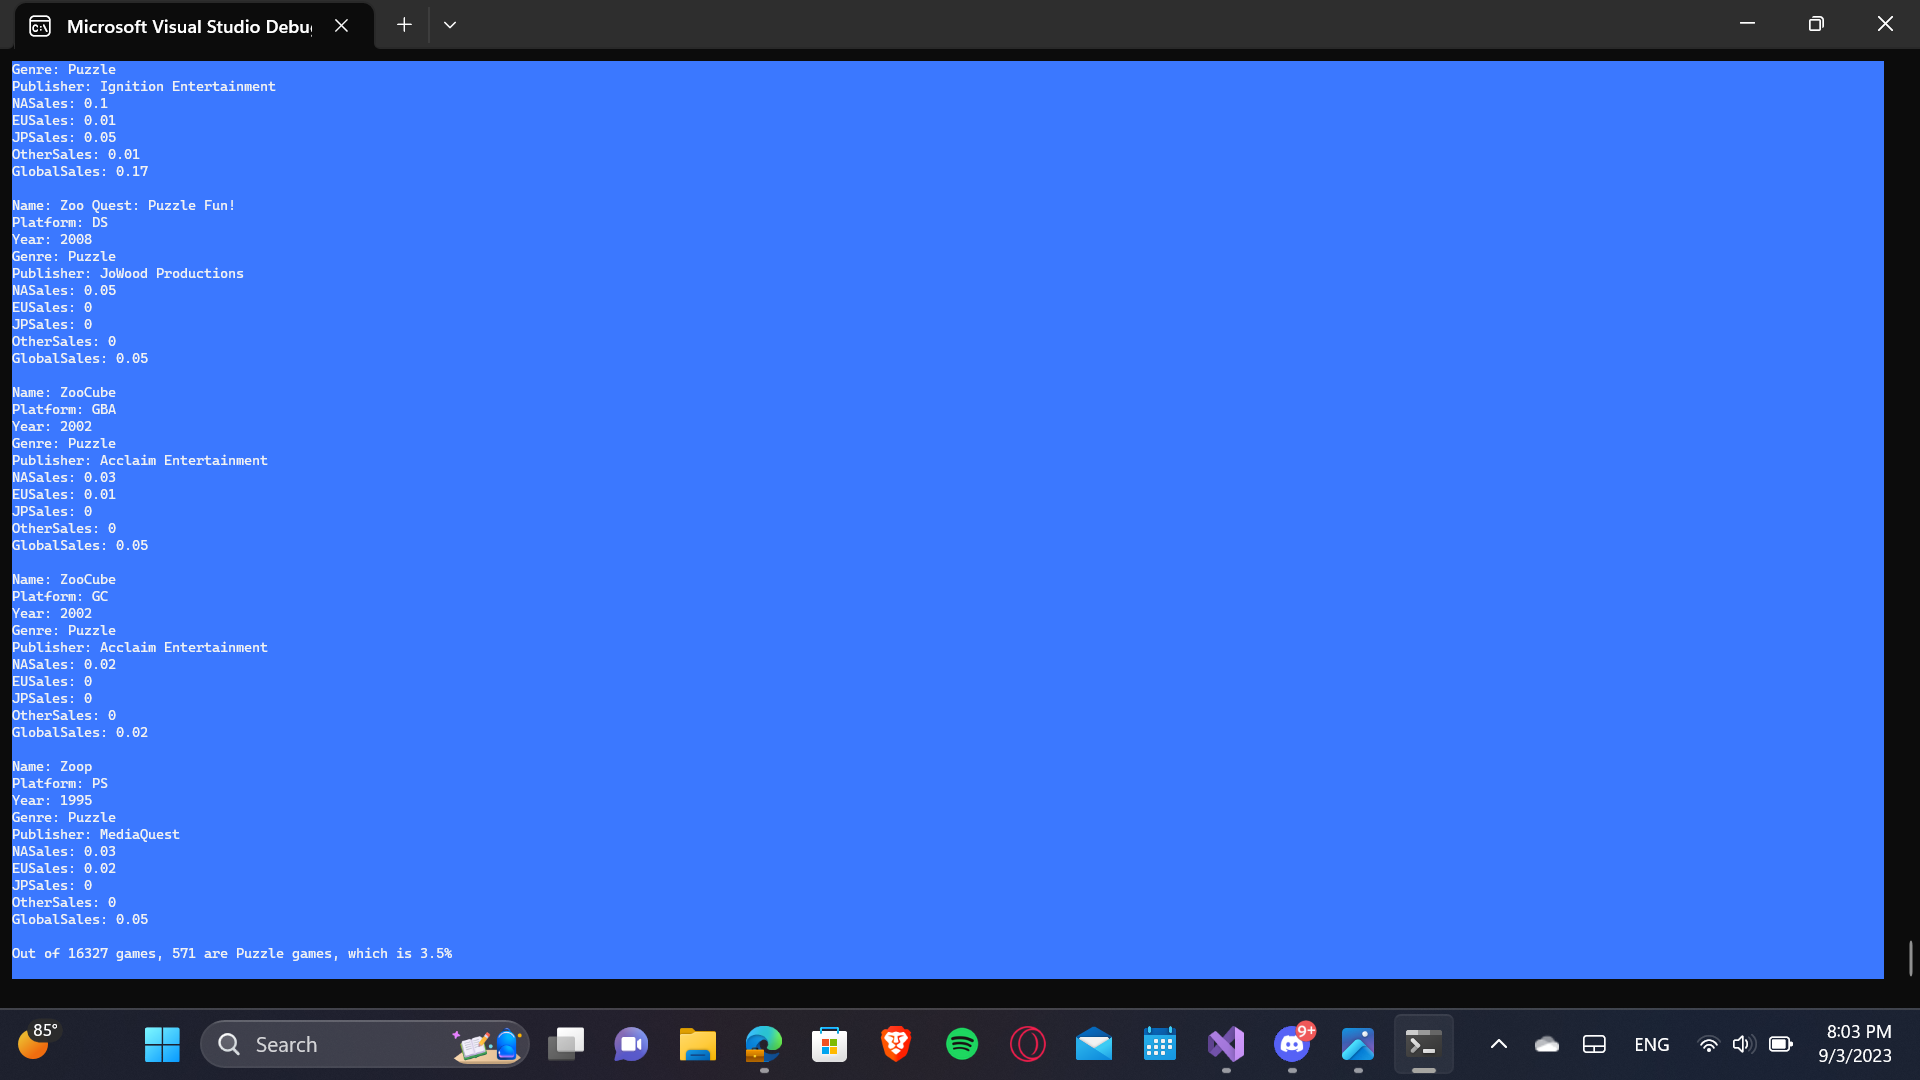 Microsoft Visual Studio Debu
Genre: Puzzle
Publisher: Ignition Entertainment
NASales: 0.1
EUSales: 0.01
JPSales: 0.05
OtherSales: 0.01
GlobalSales: 0.17
Name: Zoo Quest: Puzzle Fun!
Platform: DS
Year: 2008
Genre: Puzzle
Publisher: JoWood Productions
NASales: 0.05
EUSales: 0
JPSales: 0
OtherSales: 0
GlobalSales: 0.05
Name: ZooCube
Platform: GBA
Year: 2002
Genre: Puzzle
Publisher: Acclaim Entertainment
NASales: 0.03
EUSales: 0.01
JPSales: 0
OtherSales: 0
GlobalSales: 0.05
Name: ZooCube
Platform: GC
Year: 2002
Genre: Puzzle
Publisher: Acclaim Entertainment
NASales: 0.02
EUSales: 0
JPSales: 0
OtherSales: 0
GlobalSales: 0.02
Name: Zoop
Platform: PS
Year: 1995
Genre: Puzzle
Publisher: MediaQuest
NASales: 0.03
EUSales: 0.02
JPSales: 0
OtherSales: 0
GlobalSales: 0.05
Out of 16327 games, 571 are Puzzle games, which is 3.5%
85°
Search
9+
ENG
8:03 PM
9/3/2023